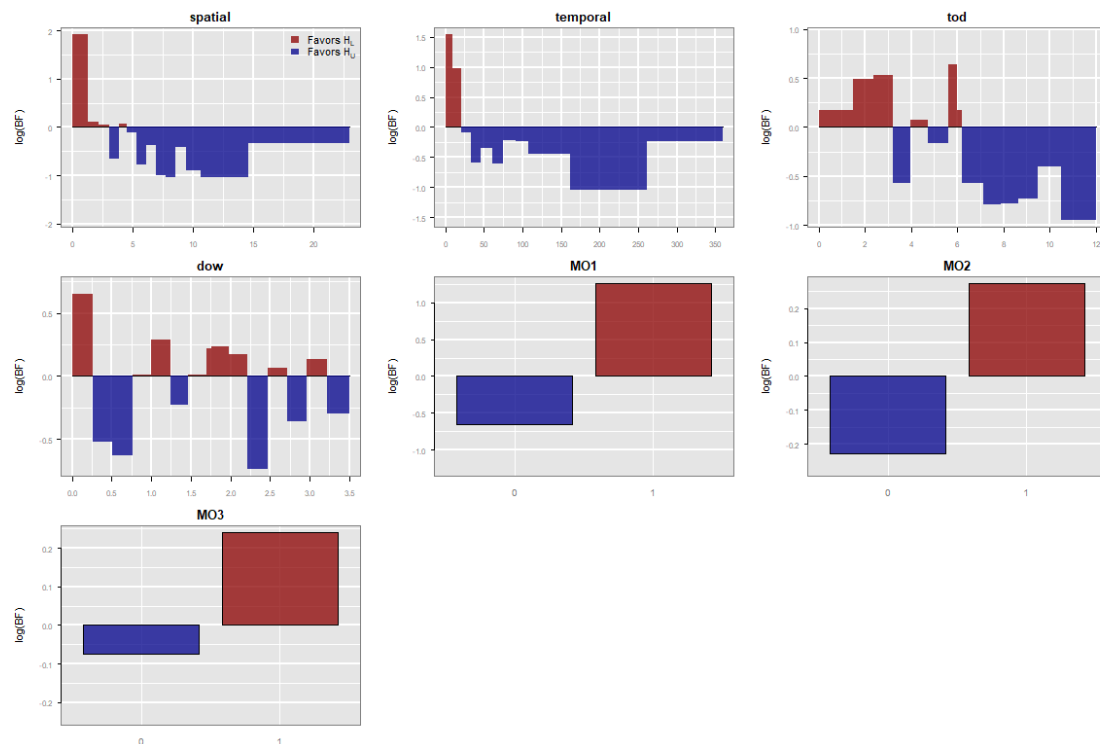 spatial
log(BF)
2
1
0
-1
-2
0 5 10 15 20
Favors H_L
Favors H_U
temporal
log(BF)
1.5
1.0
0.5
0.0
-0.5
-1.0
-1.5
0 50 100 150 200 250 300 350
tod
log(BF)
1.0
0.5
0.0
-0.5
-1.0
0 2 4 6 8 10 12
dow
log(BF)
0.5
0.0
-0.5
0.0 0.5 1.0 1.5 2.0 2.5 3.0 3.5
MO1
log(BF)
1.0
0.5
0.0
-0.5
-1.0
0 1
MO2
log(BF)
0.2
0.1
0.0
-0.1
-0.2
0 1
MO3
log(BF)
0.2
0.1
0.0
-0.1
-0.2
0 1